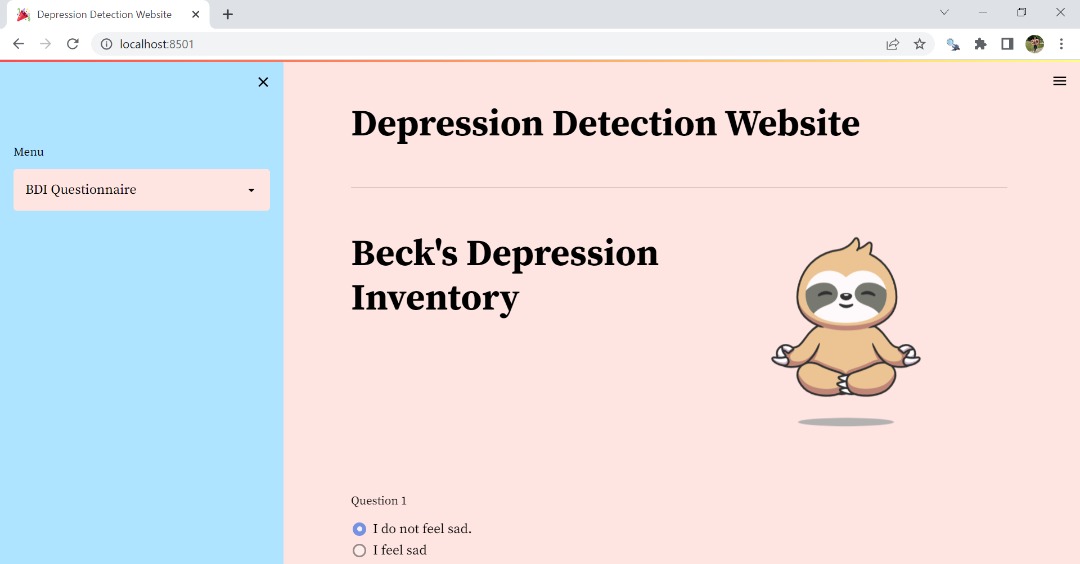 Depression Detection Website
localhost:8501
Menu
BDI Questionnaire
Depression Detection Website
Beck's Depression
Inventory
Question 1
I do not feel sad.
I feel sad